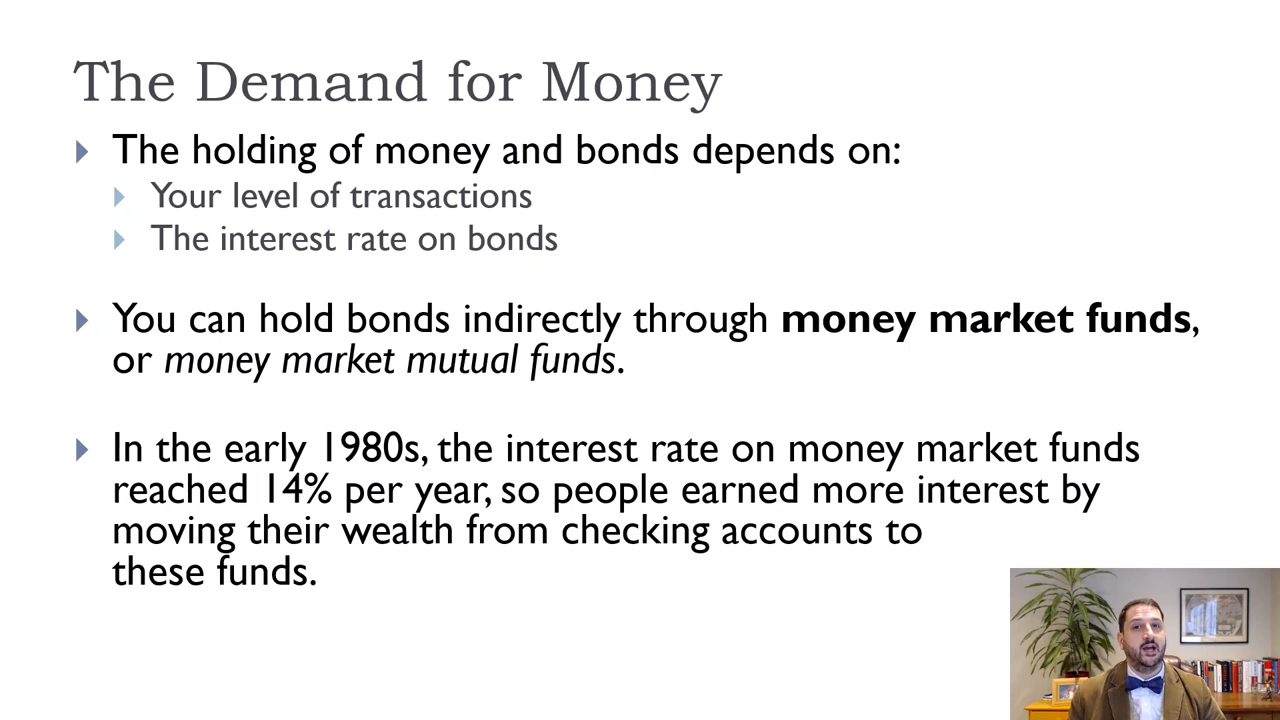 The Demand for Money
The holding of money and bonds depends on:
Your level of transactions
The interest rate on bonds
You can hold bonds indirectly through money market funds,
or money market mutual funds.
In the early 1980s, the interest rate on money market funds
reached 14% per year, so people earned more interest by
moving their wealth from checking accounts to
these funds.